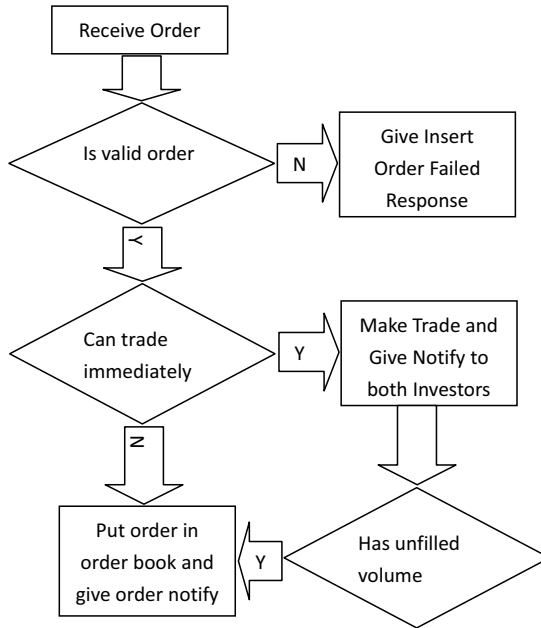 Receive Order
Is valid order
N
Give Insert
Order Failed
Response
Y
Can trade
immediately
Y
Make Trade and
Give Notify to
both Investors
N
Put order in
order book and
give order notify
Y
Has unfilled
volume